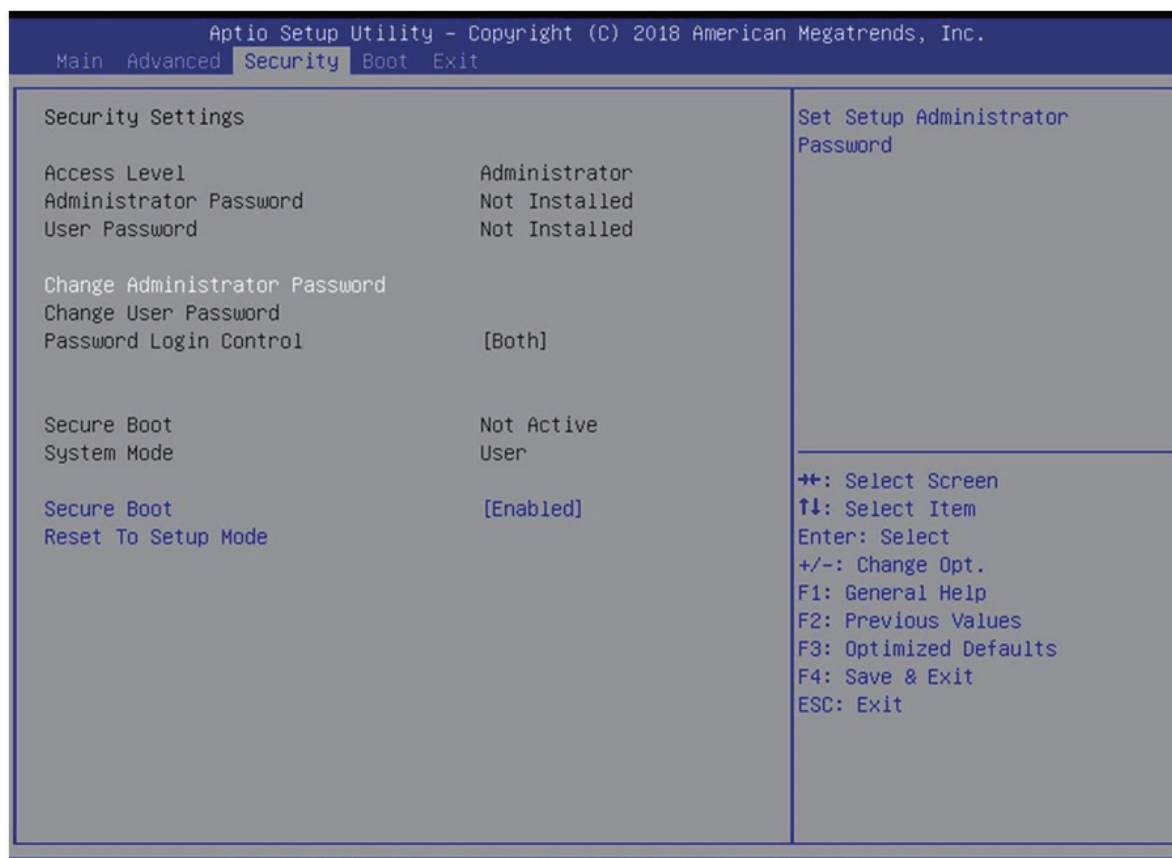 Aptio Setup Utility – Copyright (C) 2018 American Megatrends, Inc.
Main Advanced Security Boot Exit
Security Settings
Access Level Administrator
Administrator Password Not Installed
User Password Not Installed
Change Administrator Password
Change User Password
Password Login Control [Both]
Secure Boot Not Active
System Mode User
Secure Boot [Enabled]
Reset To Setup Mode
Set Setup Administrator
Password
→←: Select Screen
↑↓: Select Item
Enter: Select
+/-: Change Opt.
F1: General Help
F2: Previous Values
F3: Optimized Defaults
F4: Save & Exit
ESC: Exit